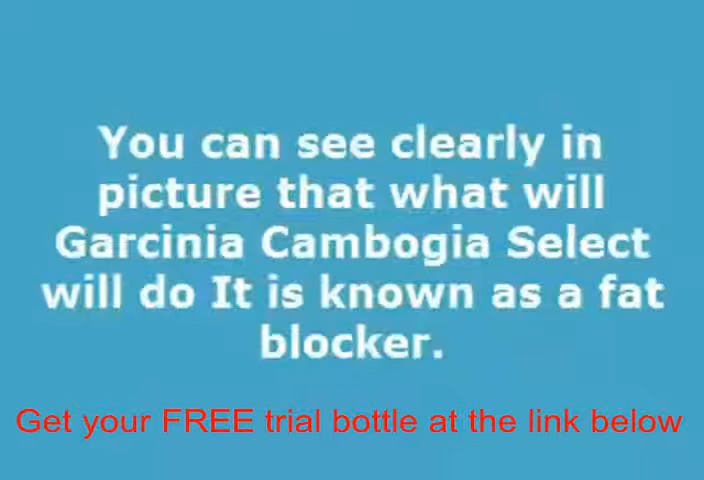 You can see clearly in
picture that what will
Garcinia Cambogia Select
will do It is known as a fat
blocker.
Get your FREE trial bottle at the link below